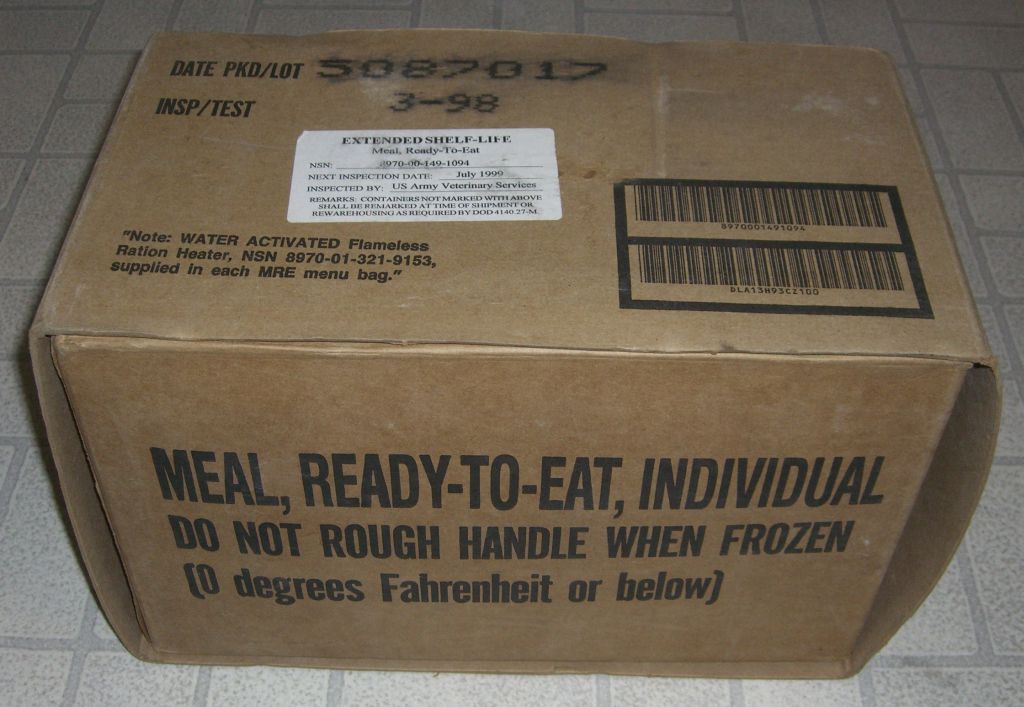 DATE PKD/LOT 5087017
INSP/TEST 3-98
EXTENDED SHELF-LIFE
Meal, Ready-To-Eat
NSN: 8970-00-149-1094
NEXT INSPECTION DATE: July 1999
INSPECTED BY: US Army Veterinary Services
REMARKS: CONTAINERS NOT MARKED WITH ABOVE
SHALL BE REMARKED AT TIME OF SHIPMENT OR
REWAREHOUSING AS REQUIRED BY DOD 4140.27-M.
8970001491094
DLA13H93CZ100
"Note: WATER ACTIVATED Flameless
Ration Heater, NSN 8970-01-321-9153,
supplied in each MRE menu bag."
MEAL, READY-TO-EAT, INDIVIDUAL
DO NOT ROUGH HANDLE WHEN FROZEN
(0 degrees Fahrenheit or below)